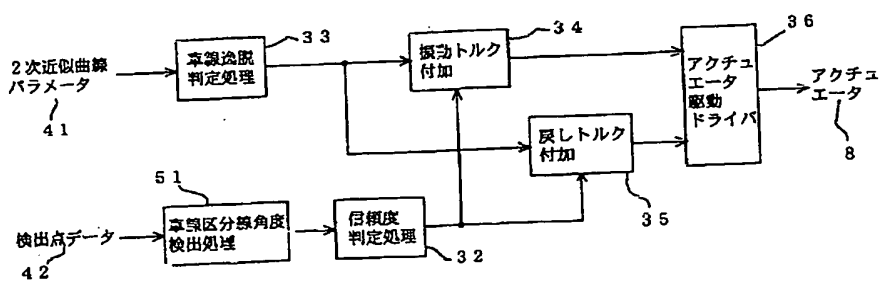 2次近似曲線
パラメータ
41
車線逸脱
判定処理
33
振動トルク
付加
34
戻しトルク
付加
35
アクチュ
エータ
駆動
ドライバ
36
アクチュ
エータ
8
検出点データ
42
車線区分線角度
検出処理
51
信頼度
判定処理
32